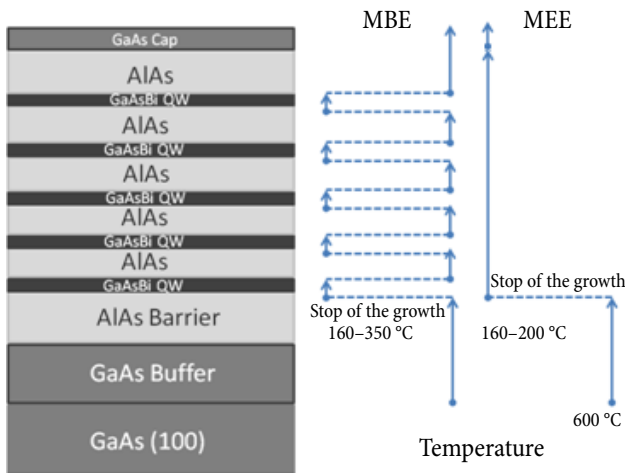 GaAs Cap
AlAs
GaAsBi QW
AlAs
GaAsBi QW
AlAs
GaAsBi QW
AlAs
GaAsBi QW
AlAs
GaAsBi QW
AlAs Barrier
GaAs Buffer
GaAs (100)
MBE
MEE
Stop of the growth
160–350 °C
Stop of the growth
160–200 °C
600 °C
Temperature